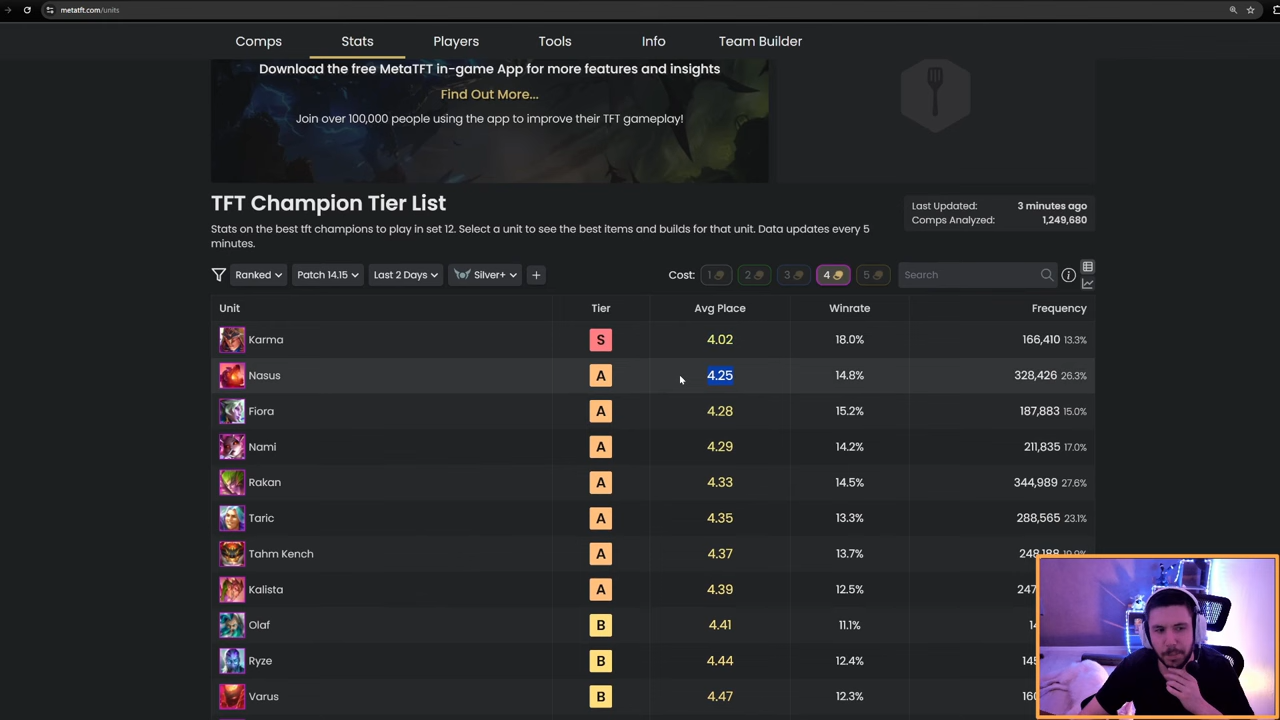 metatft.com/units
Comps Stats Players Tools Info Team Builder
Download the free MetaTFT in-game App for more features and insights
Find Out More...
Join over 100,000 people using the app to improve their TFT gameplay!
TFT Champion Tier List
Stats on the best tft champions to play in set 12. Select a unit to see the best items and builds for that unit. Data updates every 5
minutes.
Last Updated: 3 minutes ago
Comps Analyzed: 1,249,680
Ranked Patch 14.15 Last 2 Days Silver+ + Cost: 1 2 3 4 5 Search
Unit Tier Avg Place Winrate Frequency
Karma S 4.02 18.0% 166,410 13.3%
Nasus A 4.25 14.8% 328,426 26.3%
Fiora A 4.28 15.2% 187,883 15.0%
Nami A 4.29 14.2% 211,835 17.0%
Rakan A 4.33 14.5% 344,989 27.6%
Taric A 4.35 13.3% 288,565 23.1%
Tahm Kench A 4.37 13.7%
Kalista A 4.39 12.5% 247
Olaf B 4.41 11.1%
Ryze B 4.44 12.4%
Varus B 4.47 12.3%